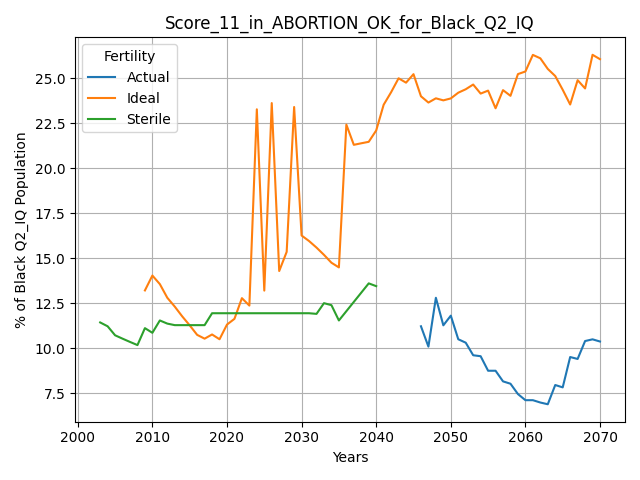 Score_11_in_ABORTION_OK_for_Black_Q2_IQ
Fertility
Actual
Ideal
Sterile
% of Black Q2_IQ Population
25.0
22.5
20.0
17.5
15.0
12.5
10.0
7.5
2000 2010 2020 2030 2040 2050 2060 2070
Years